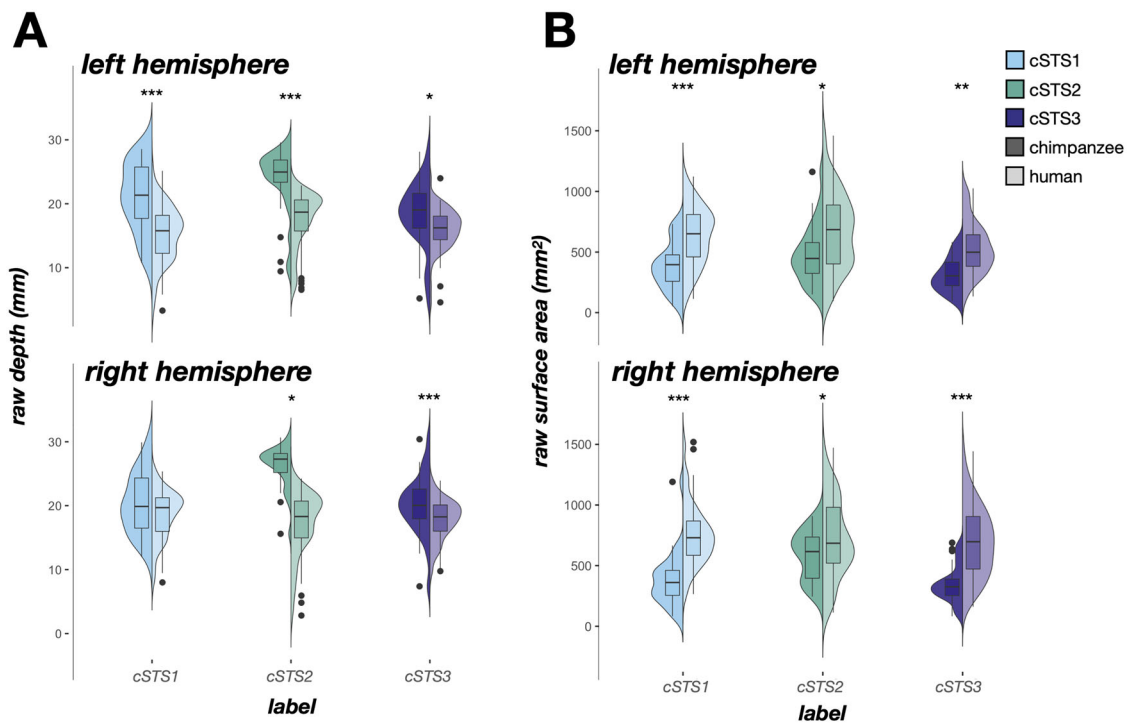 A
left hemisphere
*** *** *
30
20
10
right hemisphere
* ***
30
20
10
0
raw depth (mm)
cSTS1 cSTS2 cSTS3
label
B
left hemisphere
*** * **
1500
1000
500
0
right hemisphere
*** * ***
1500
1000
500
0
raw surface area (mm²)
cSTS1 cSTS2 cSTS3
label
cSTS1
cSTS2
cSTS3
chimpanzee
human